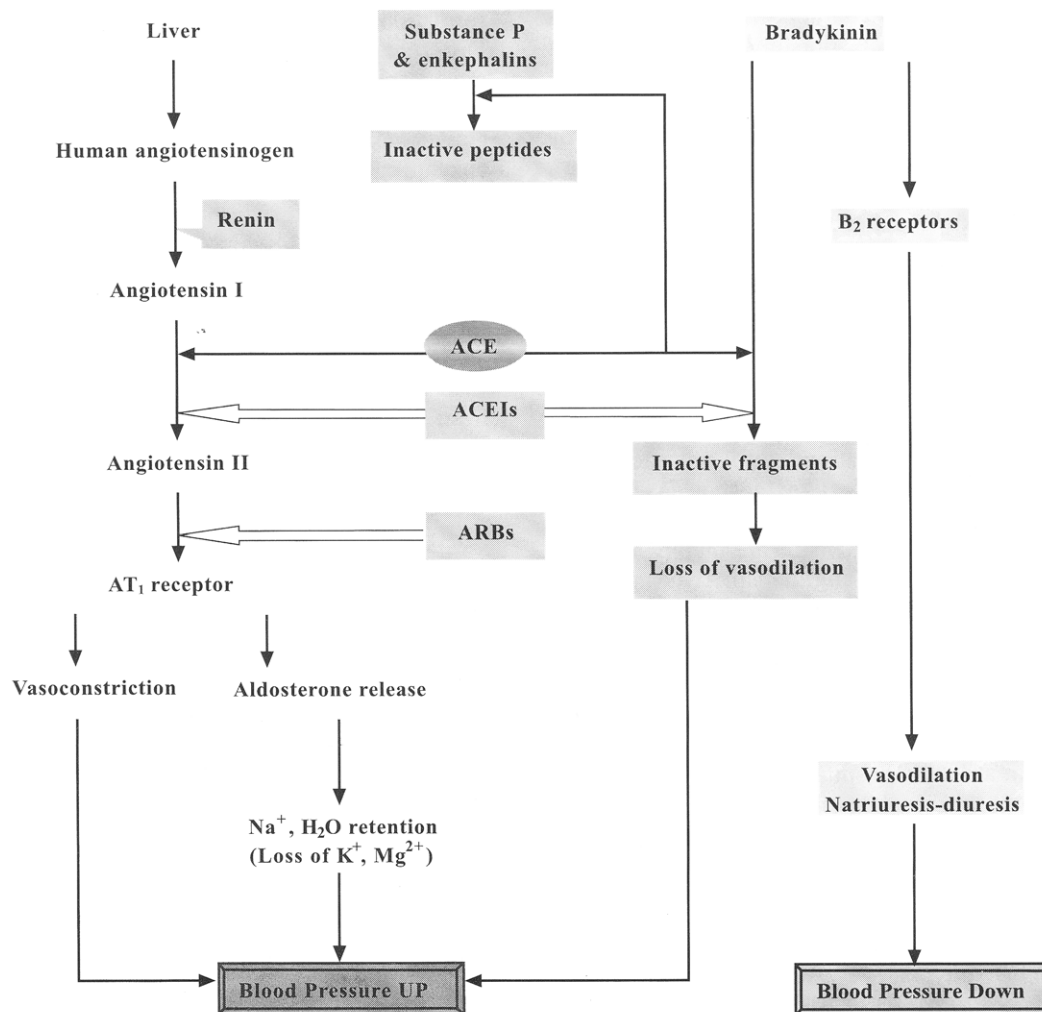 Liver
Substance P
& enkephalins
Bradykinin
Human angiotensinogen
Inactive peptides
Renin
B₂ receptors
Angiotensin I
ACE
ACEIs
Angiotensin II
Inactive fragments
ARBs
Loss of vasodilation
AT₁ receptor
Vasoconstriction
Aldosterone release
Vasodilation
Natriuresis-diuresis
Na⁺, H₂O retention
(Loss of K⁺, Mg²⁺)
Blood Pressure UP
Blood Pressure Down